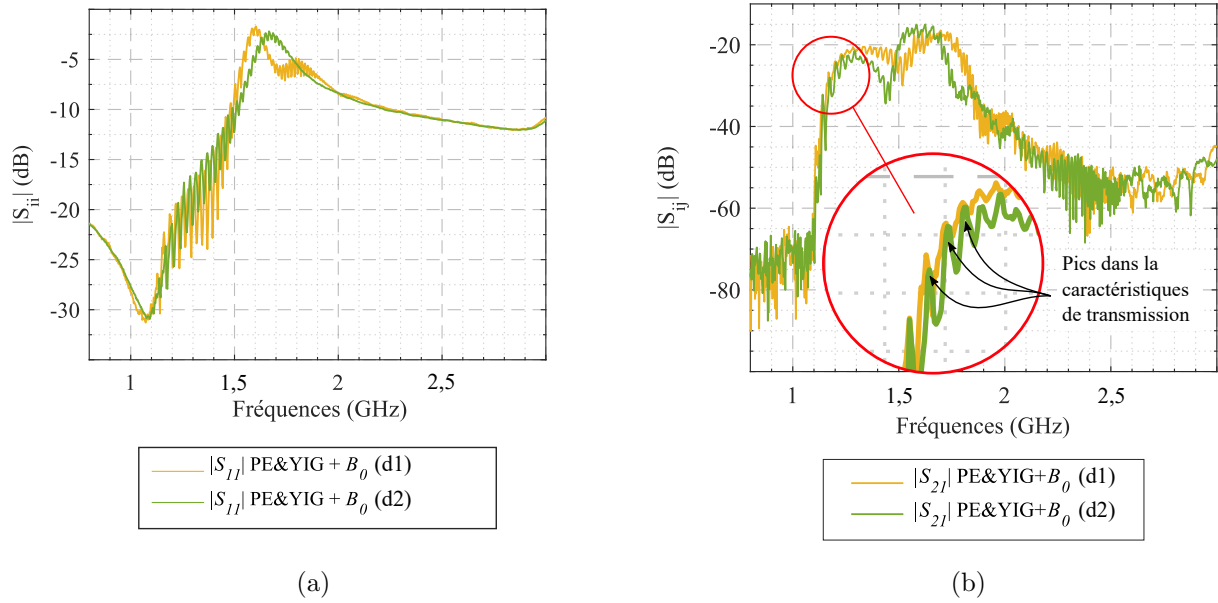 -5
-10
-15
-20
-25
-30
|S_ii| (dB)
1
1,5
2
2,5
Fréquences (GHz)
|S_11| PE&YIG + B_0 (d1)
|S_11| PE&YIG + B_0 (d2)
(a)
-20
-40
-60
-80
|S_ij| (dB)
Pics dans la
caractéristiques
de transmission
1
1,5
2
2,5
Fréquences (GHz)
|S_21| PE&YIG+B_0 (d1)
|S_21| PE&YIG+B_0 (d2)
(b)